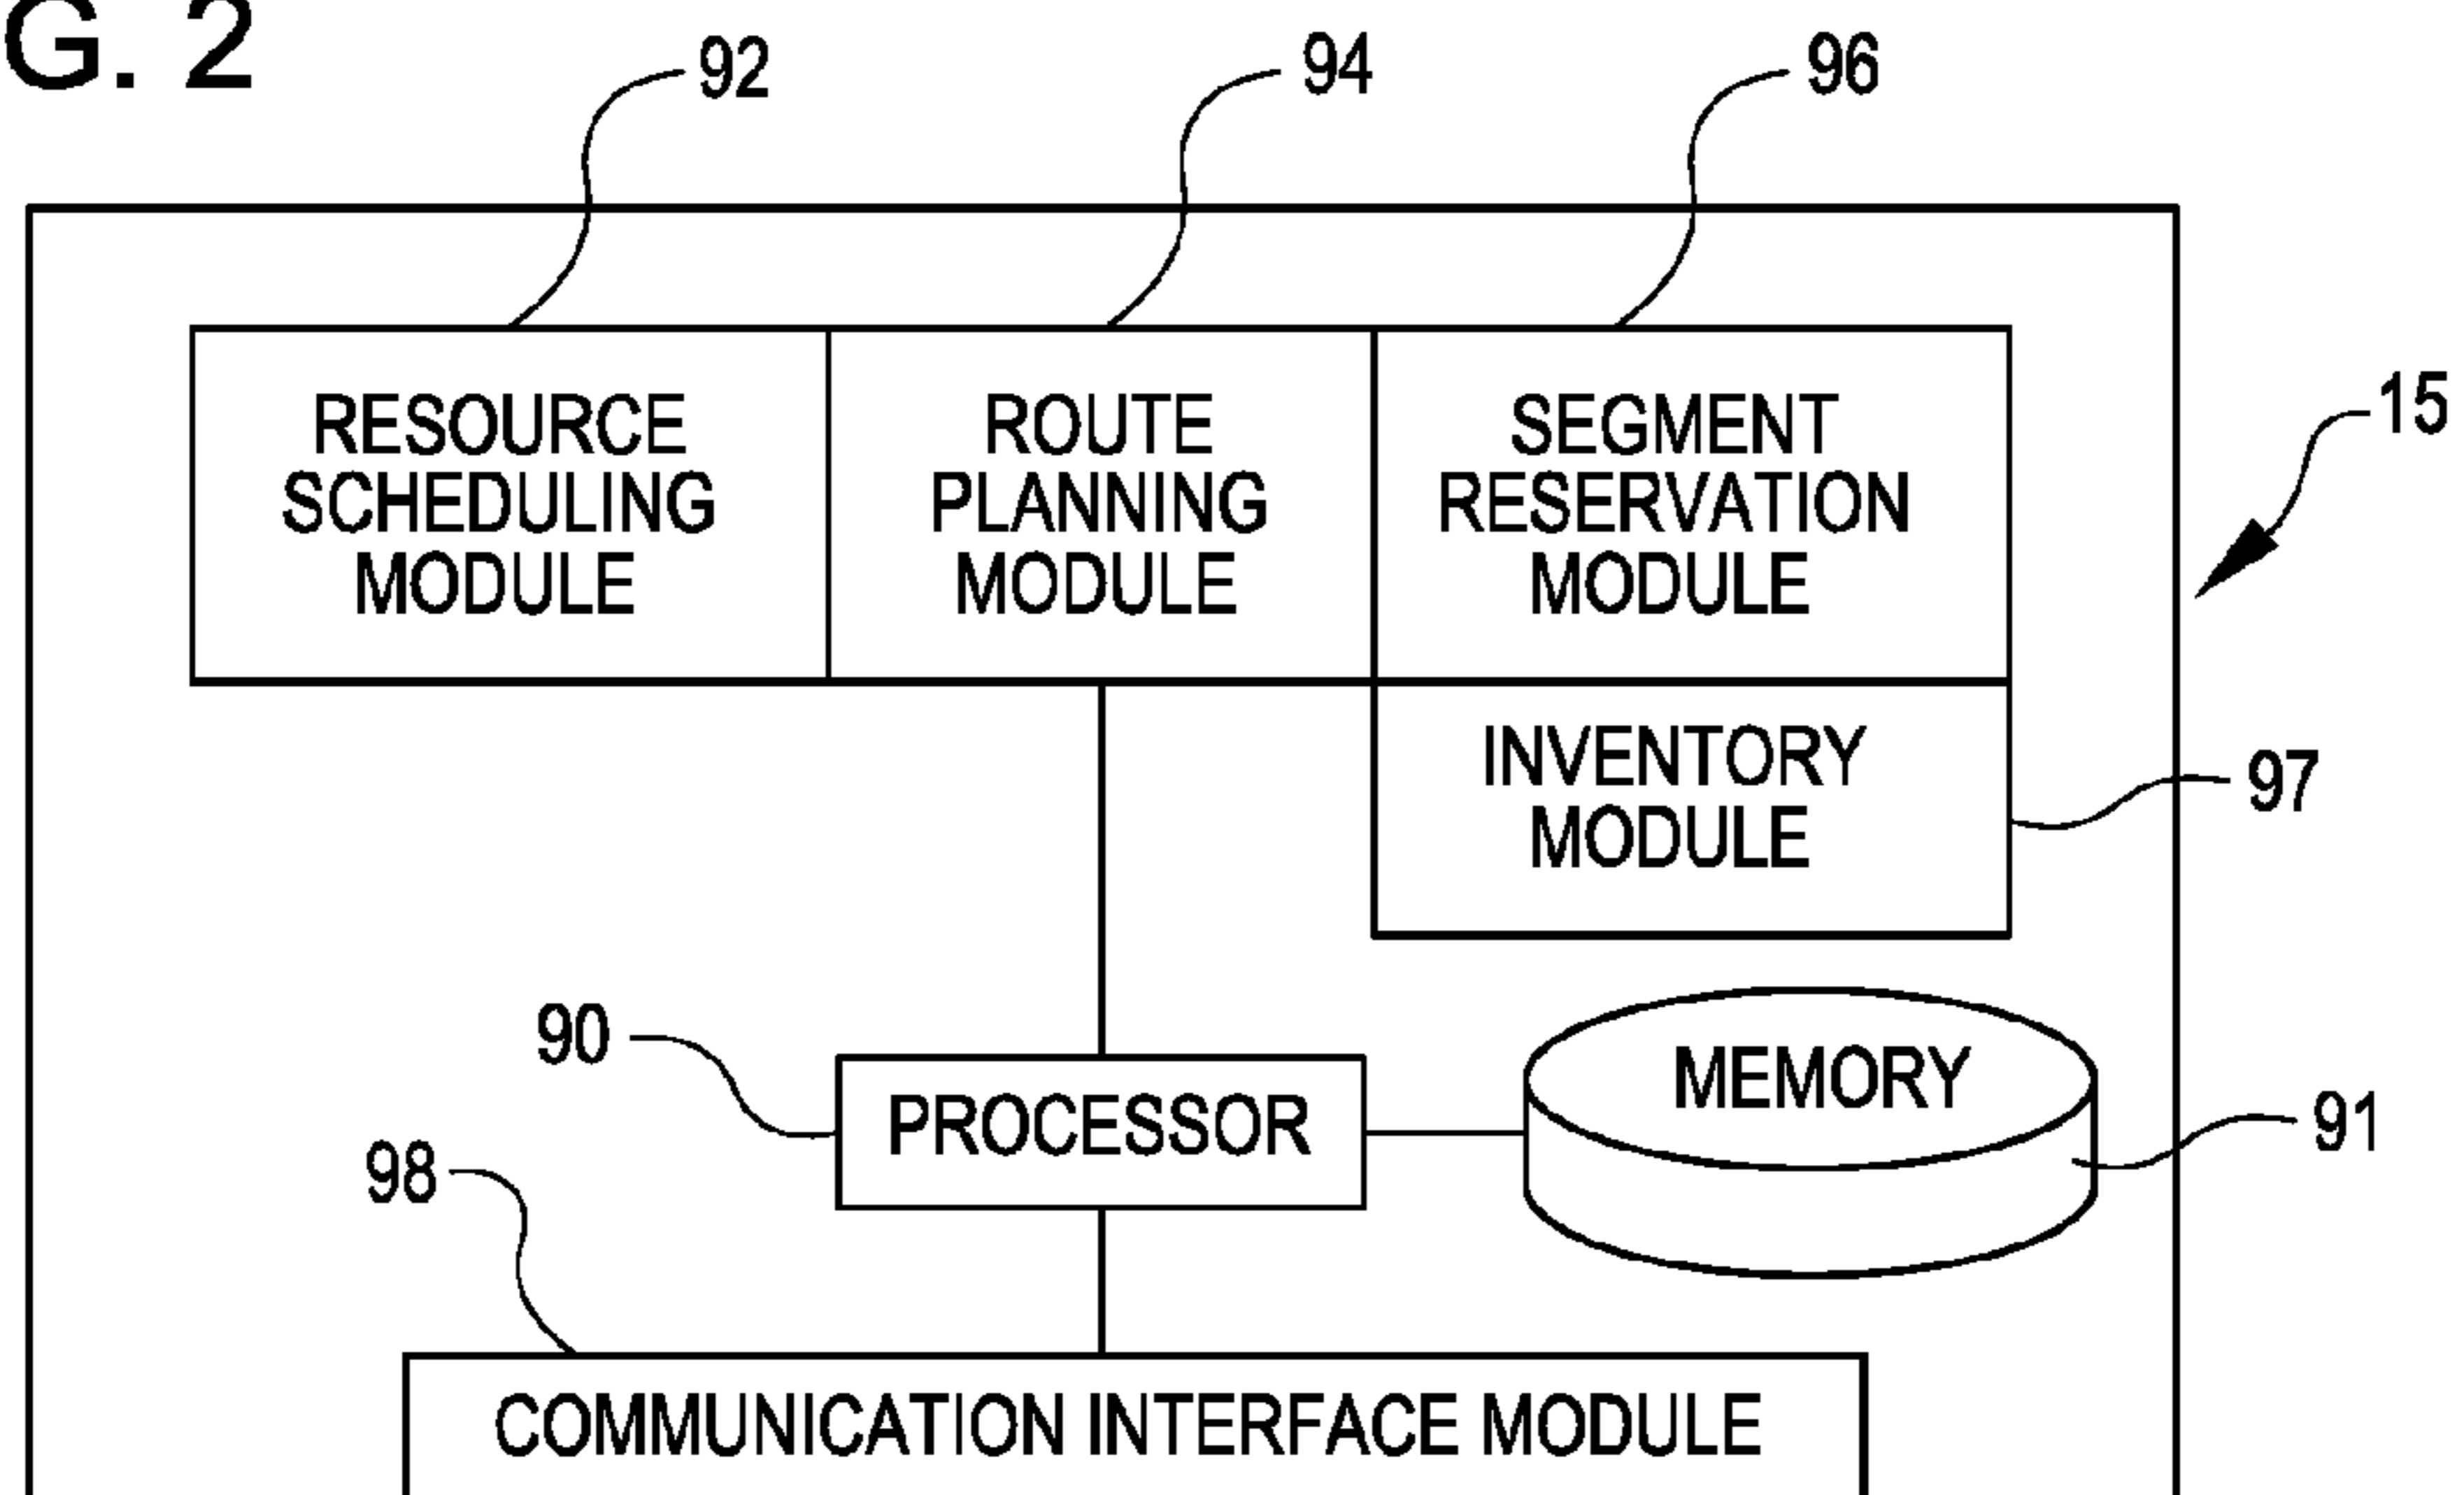 G. 2
92
94
96
RESOURCE
SCHEDULING
MODULE
ROUTE
PLANNING
MODULE
SEGMENT
RESERVATION
MODULE
15
INVENTORY
MODULE
97
90
PROCESSOR
MEMORY
91
98
COMMUNICATION INTERFACE MODULE